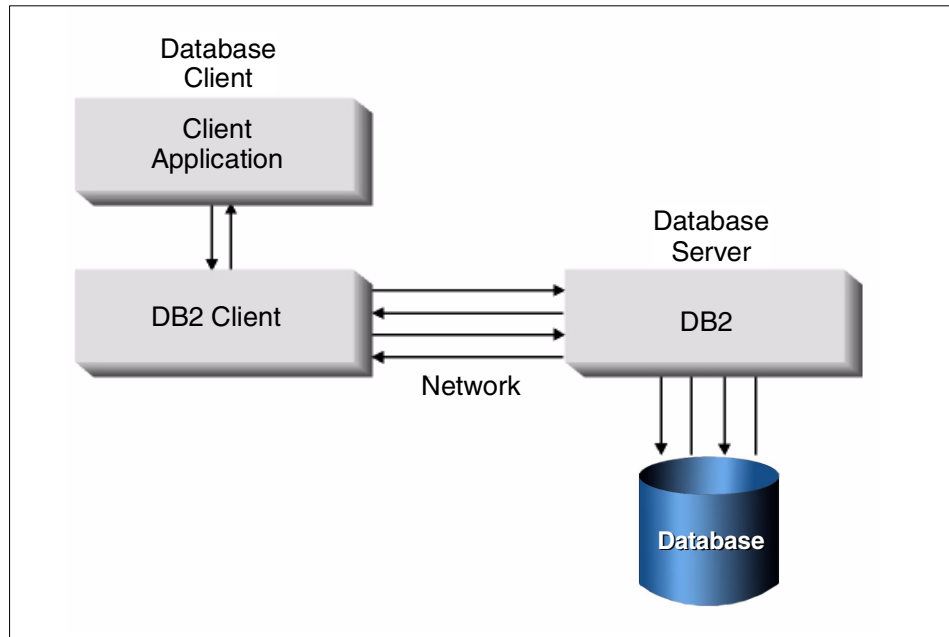 Database
Client
Client
Application
DB2 Client
Network
Database
Server
DB2
Database